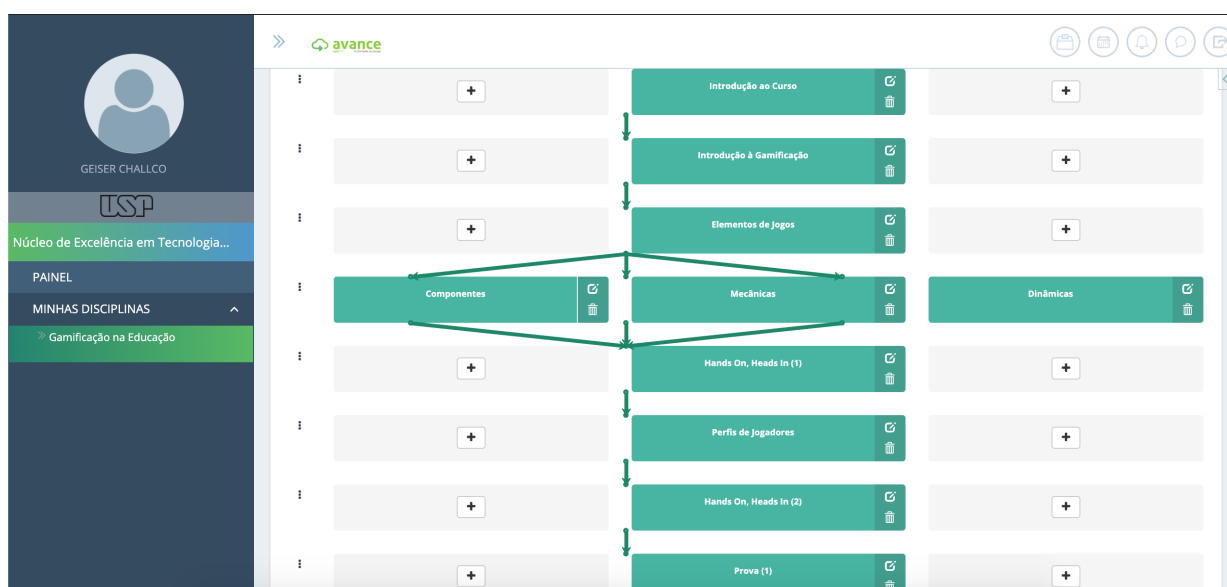 avance
GEISER CHALLCO
USP
Núcleo de Excelência em Tecnologia...
PAINEL
MINHAS DISCIPLINAS
Gamificação na Educação
Introdução ao Curso
Introdução à Gamificação
Elementos de Jogos
Componentes
Mecânicas
Dinâmicas
Hands On, Heads In (1)
Perfis de Jogadores
Hands On, Heads In (2)
Prova (1)